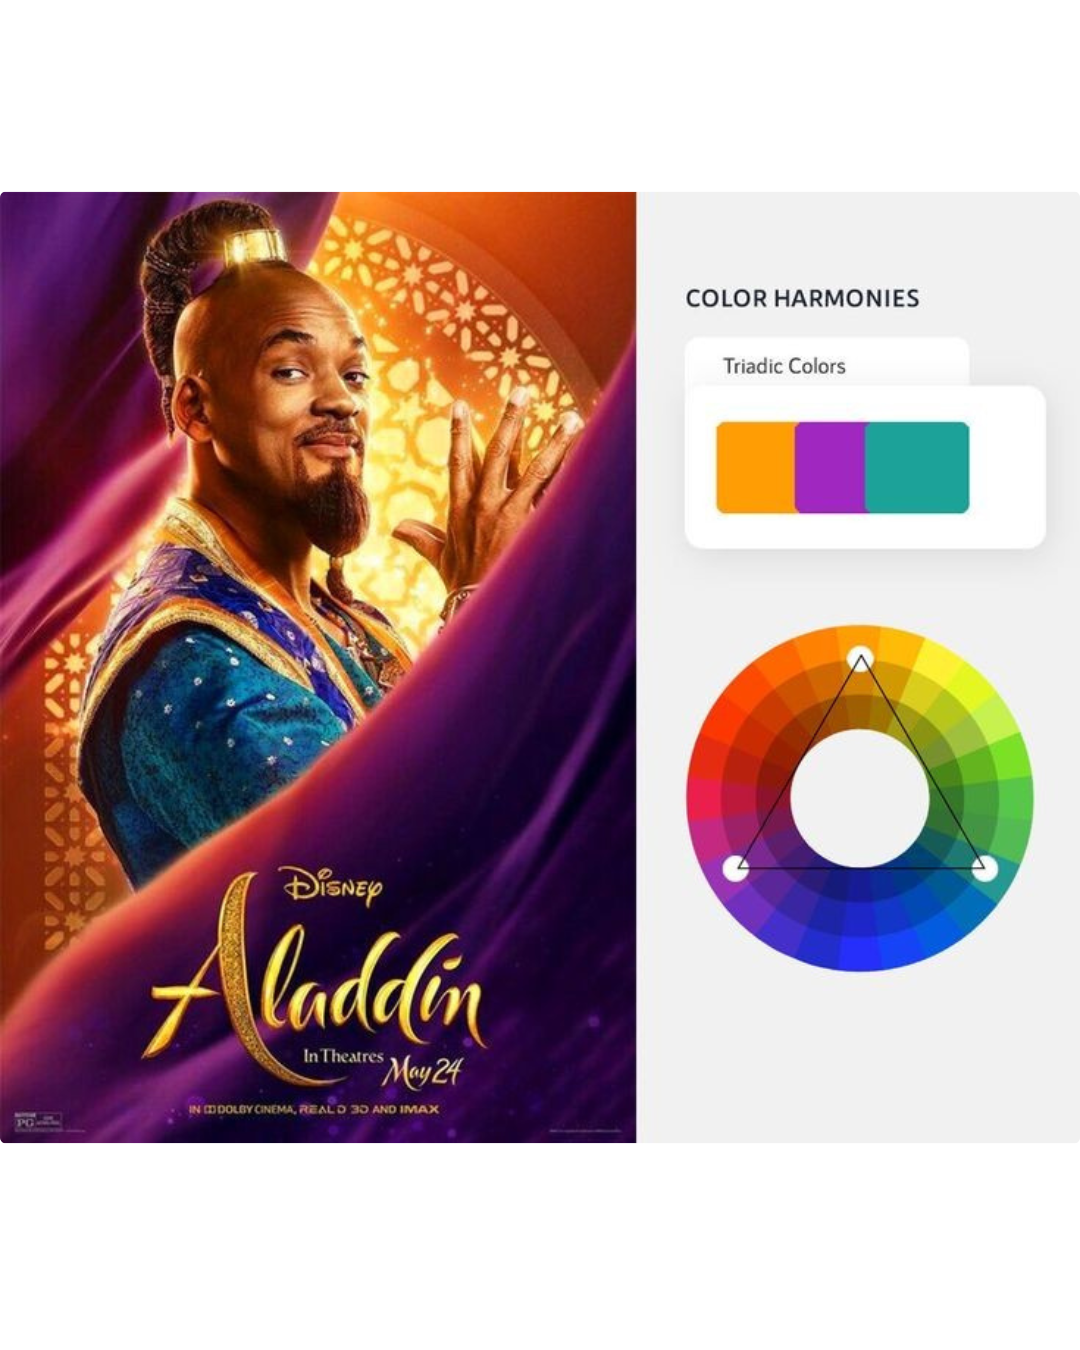 COLOR HARMONIES
Triadic Colors
Disney
Aladdin
In Theatres May 24
IN DOLBY CINEMA, REAL D 3D AND IMAX
PG